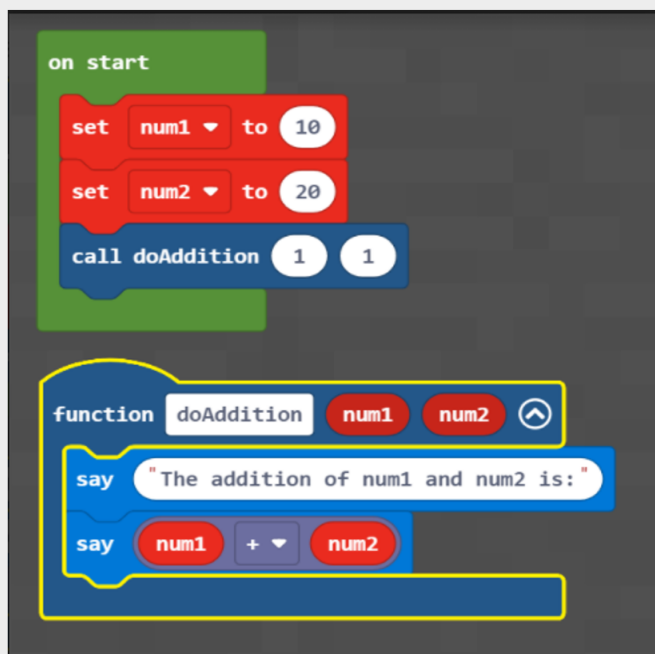 on start
set num1 to 10
set num2 to 20
call doAddition 1 1
function doAddition num1 num2
say "The addition of num1 and num2 is:"
say num1 + num2